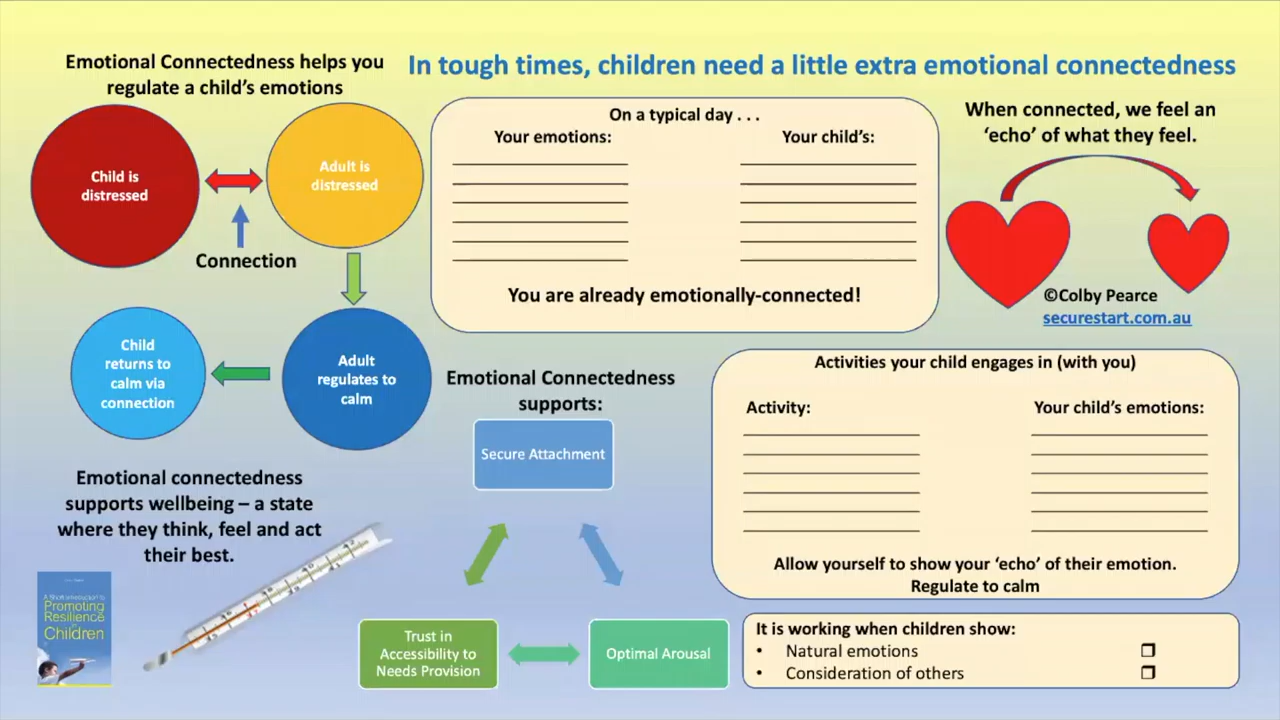 Emotional Connectedness helps you
regulate a child's emotions
In tough times, children need a little extra emotional connectedness
Child is
distressed
Adult is
distressed
Connection
Adult
regulates to
calm
Child
returns to
calm via
connection
On a typical day . . .
Your emotions:
Your child's:
You are already emotionally-connected!
When connected, we feel an
‘echo’ of what they feel.
©Colby Pearce
securestart.com.au
Emotional connectedness
supports wellbeing – a state
where they think, feel and act
their best.
A Short Introduction to
Promoting
Resilience
in
Children
Emotional Connectedness
supports:
Secure Attachment
Trust in
Accessibility to
Needs Provision
Optimal Arousal
Activities your child engages in (with you)
Activity:
Your child's emotions:
Allow yourself to show your ‘echo’ of their emotion.
Regulate to calm
It is working when children show:
• Natural emotions ❒
• Consideration of others ❒